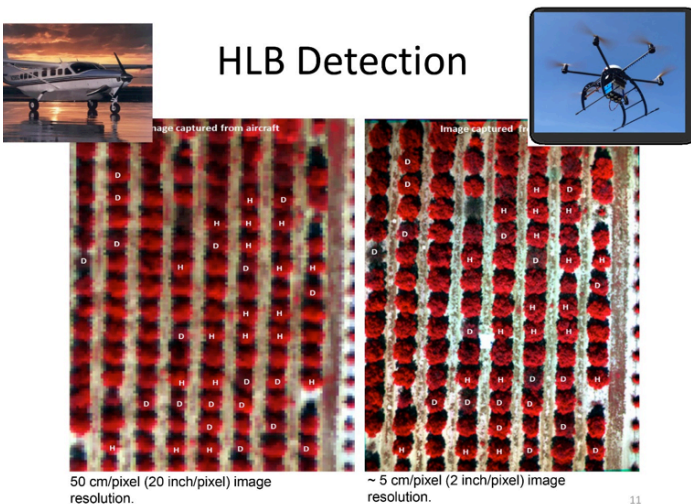 HLB Detection
nage captured from aircraft
D
D
H D
H H H
D D H
D
H D H H
D
H H
D H H H
H H D D H
D D D D
D D
H H H D D
50 cm/pixel (20 inch/pixel) image
resolution.
Image captured fr
D
D
H D
H H H
D H
D
H D H H
D
H H
D H H H
H H D D H
D D D D
D D
H H H D D
~ 5 cm/pixel (2 inch/pixel) image
resolution.
11